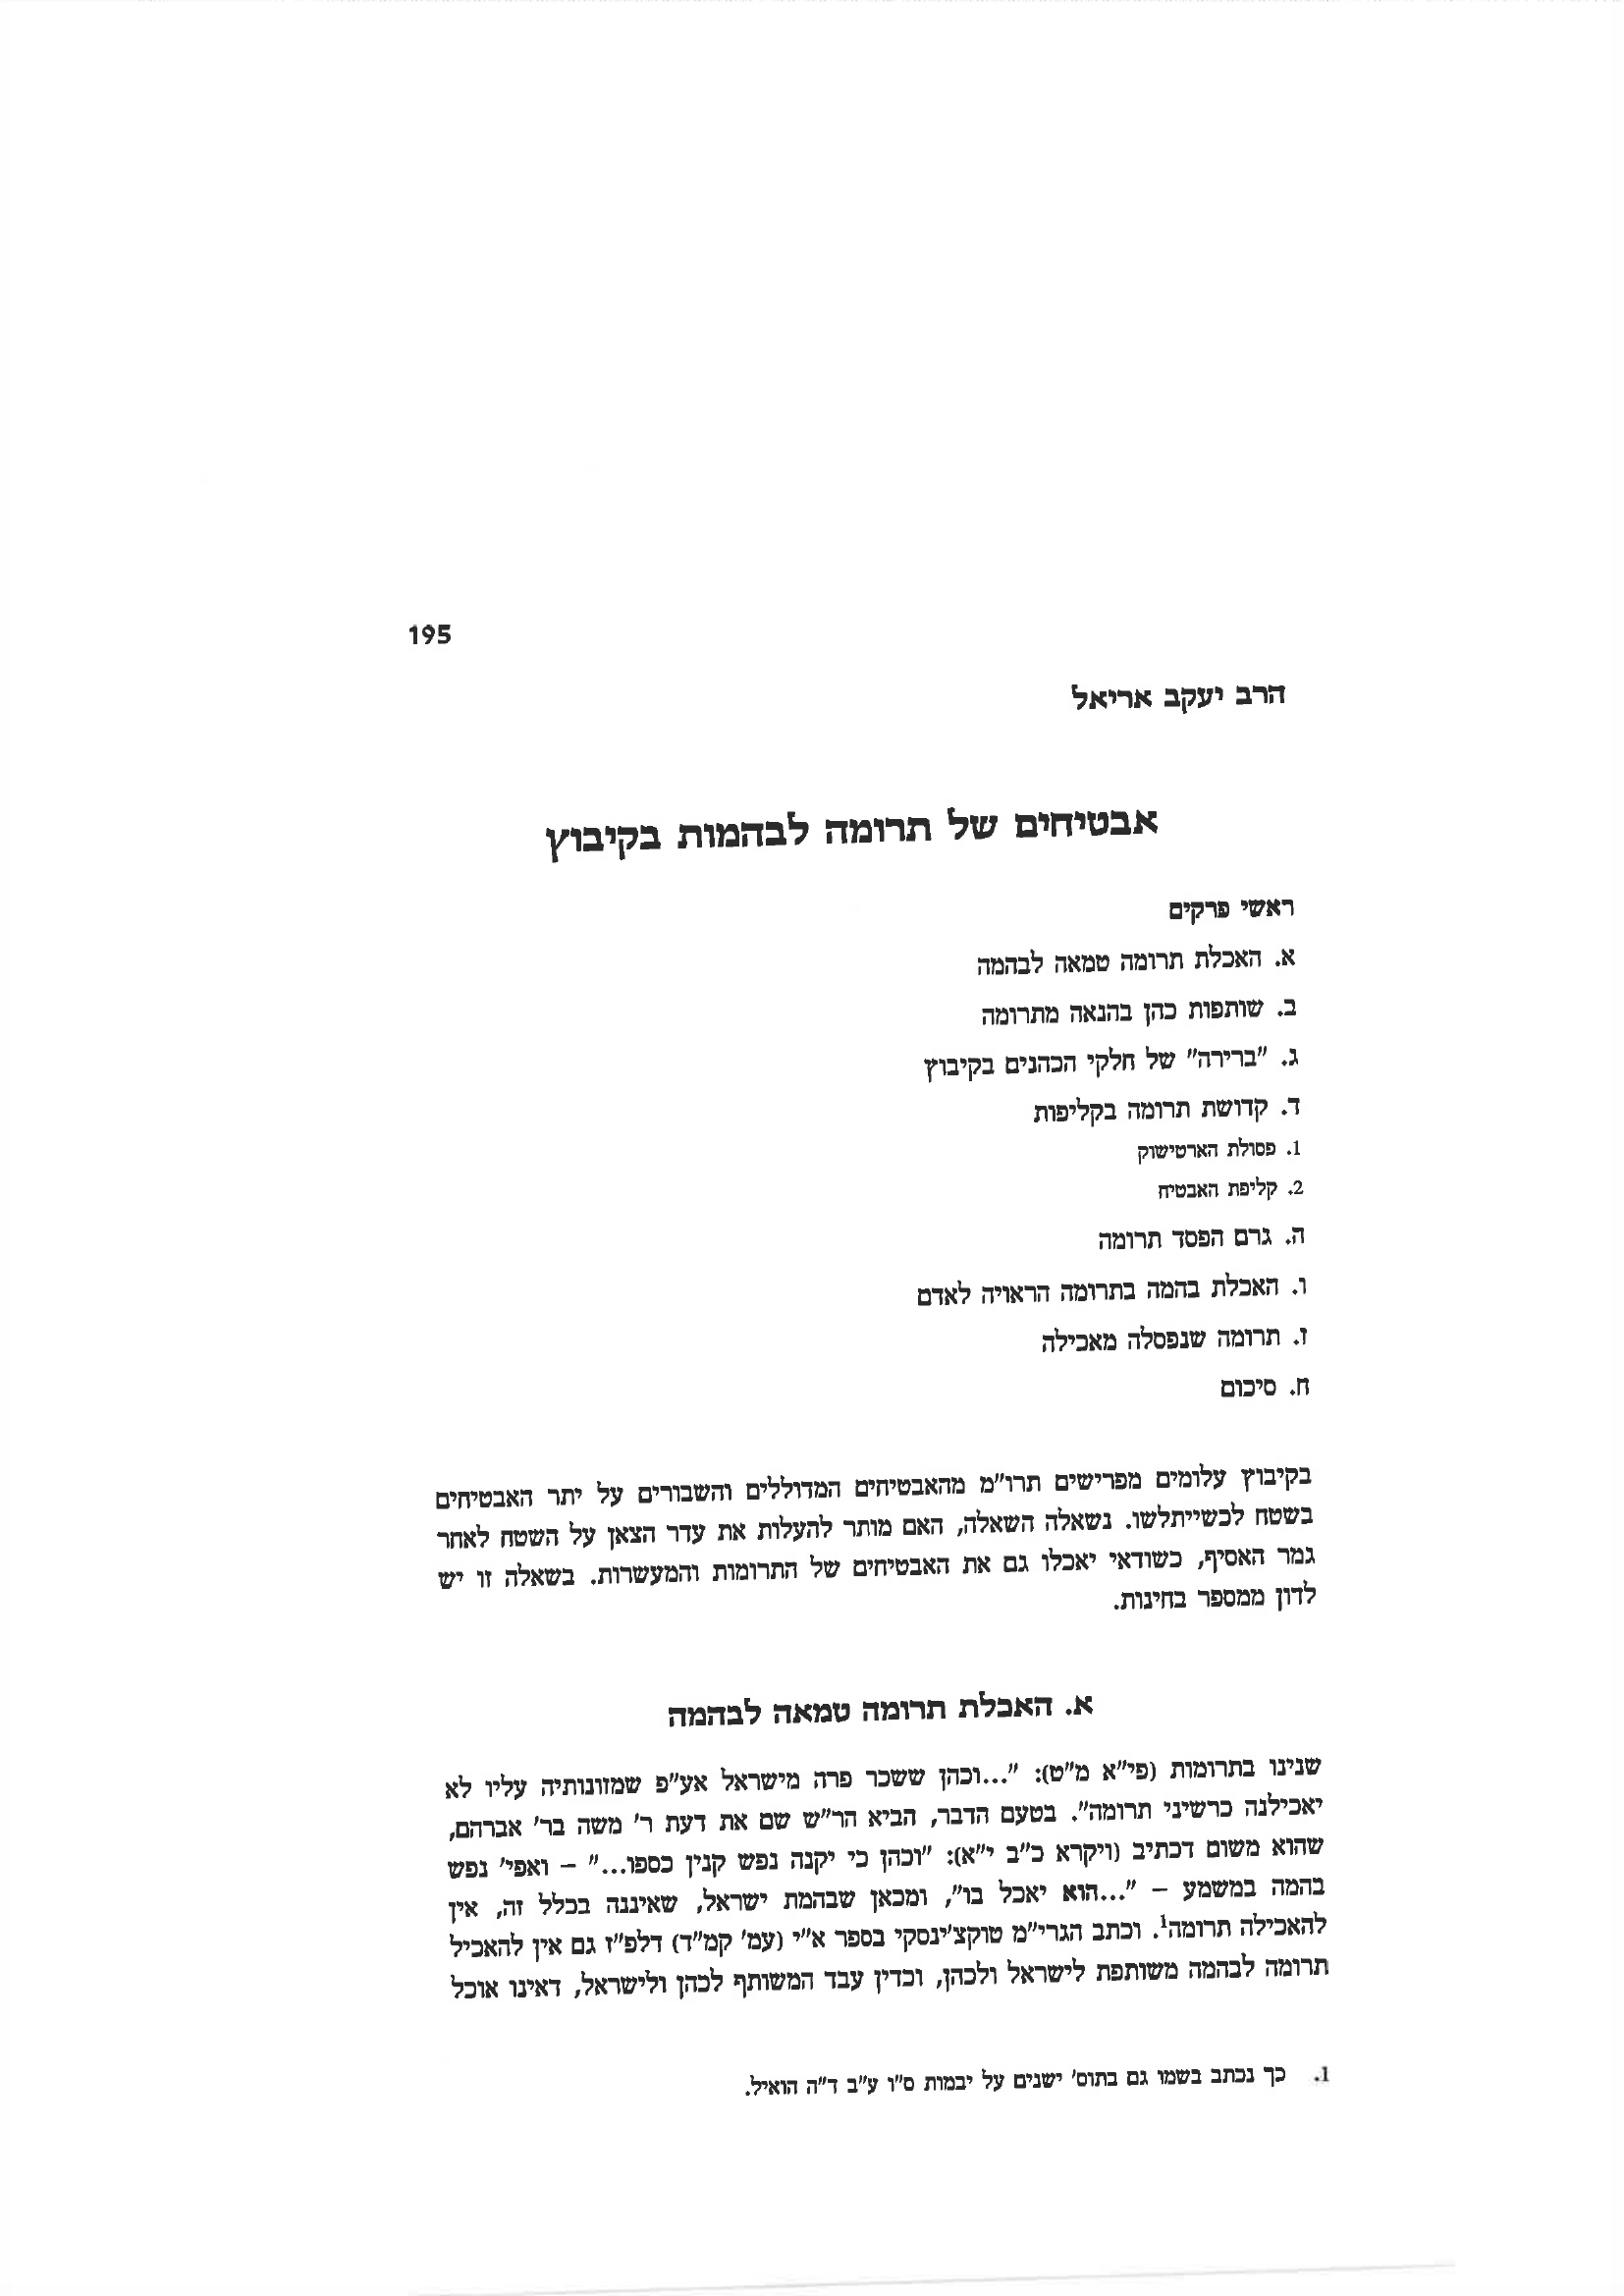 195
הרב יעקב אריאל
אבטיחים של תרומה לבהמות בקיבוץ
ראשי פרקים
א. האכלת תרומה טמאה לבהמה
ב. שותפות כהן בהנאה מתרומה
ג. "ברירה" של חלקי הכהנים בקיבוץ
ד. קדושת תרומה בקליפות
1. פסולת הארטישוק
2. קליפת האבטיח
ה. גרם הפסד תרומה
ו. האכלת בהמה בתרומה הראויה לאדם
ז. תרומה שנפסלה מאכילה
ח. סיכום
בקיבוץ עלומים מפרישים תרו"מ מהאבטיחים המדוללים והשבורים על יתר האבטיחים
בשטח לכשייתלשו. נשאלה השאלה, האם מותר להעלות את עדר הצאן על השטח לאחר
גמר האסיף, כשודאי יאכלו גם את האבטיחים של התרומות והמעשרות. בשאלה זו יש
לדון ממספר בחינות.
א. האכלת תרומה טמאה לבהמה
שנינו בתרומות (פי"א מ"ט): "...וכהן ששכר פרה מישראל אע"פ שמזונותיה עליו לא
יאכילנה כרשיני תרומה". בטעם הדבר, הביא הר"ש שם את דעת ר' משה בר' אברהם,
שהוא משום דכתיב (ויקרא כ"ב י"א): "וכהן כי יקנה נפש קנין כספו..." – ואפי' נפש
בהמה במשמע – "...הוא יאכל בו", ומכאן שבהמת ישראל, שאיננה בכלל זה, אין
להאכילה תרומה1. וכתב הגרי"מ טוקצ'ינסקי בספר א"י (עמ' קמ"ד) דלפ"ז גם אין להאכיל
תרומה לבהמה משותפת לישראל ולכהן, וכדין עבד המשותף לכהן ולישראל, דאינו אוכל
1. כך נכתב בשמו גם בתוס' ישנים על יבמות ס"ו ע"ב ד"ה הואיל.